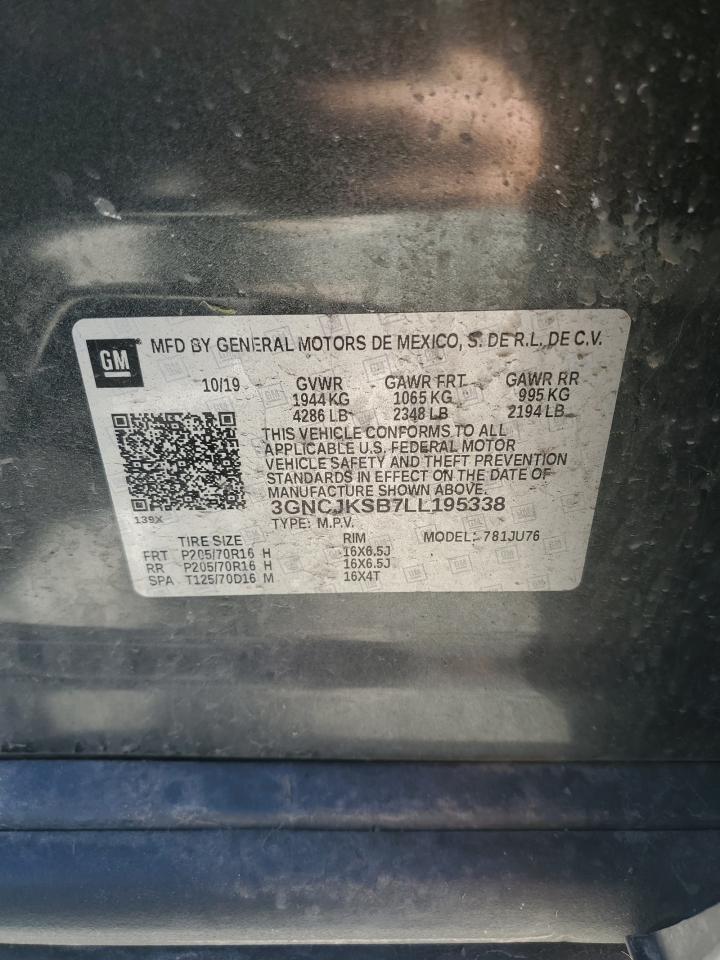 GM MFD BY GENERAL MOTORS DE MEXICO, S. DE R.L. DE C.V.
10/19 GVWR GAWR FRT GAWR RR
1944 KG 1065 KG 995 KG
4286 LB 2348 LB 2194 LB
THIS VEHICLE CONFORMS TO ALL
APPLICABLE U.S. FEDERAL MOTOR
VEHICLE SAFETY AND THEFT PREVENTION
STANDARDS IN EFFECT ON THE DATE OF
MANUFACTURE SHOWN ABOVE.
3GNCJKSB7LL195338
139X
TYPE: M.P.V. MODEL: 781JU76
TIRE SIZE RIM
FRT P205/70R16 H 16X6.5J
RR P205/70R16 H 16X6.5J
SPA T125/70D16 M 16X4T